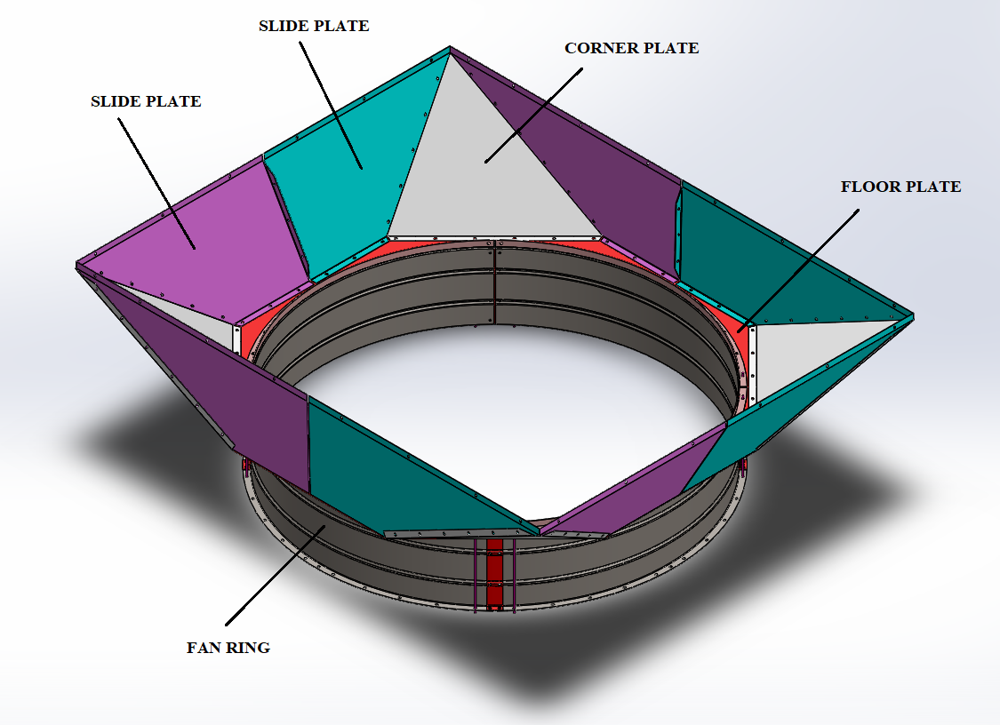 SLIDE PLATE
CORNER PLATE
SLIDE PLATE
FLOOR PLATE
FAN RING